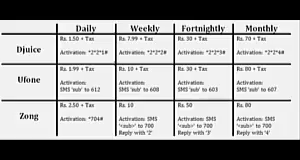 Daily Weekly Fortnightly Monthly
Djuice
Rs. 1.50 + Tax
Activation: *2*2*1#
Rs. 7.99 + Tax
Activation: *2*2*2#
Rs. 30 + Tax
Activation: *2*2*3#
Rs. 70 + Tax
Activation: *2*2*4#
Ufone
Rs. 1.99 + Tax
Activation:
SMS 'sub' to 612
Rs. 10 + Tax
Activation:
SMS 'sub' to 608
Rs. 30 + Tax
Activation:
SMS 'sub' to 603
Rs. 80 + Tax
Activation:
SMS 'sub' to 607
Zong
Rs. 2.50 + Tax
Activation: *704#
Rs. 10
Activation: SMS
'<sub>' to 700
Reply with '2'
Rs. 50
Activation: SMS
'<sub>' to 700
Reply with '3'
Rs. 80
Activation: SMS
'<sub>' to 700
Reply with '4'